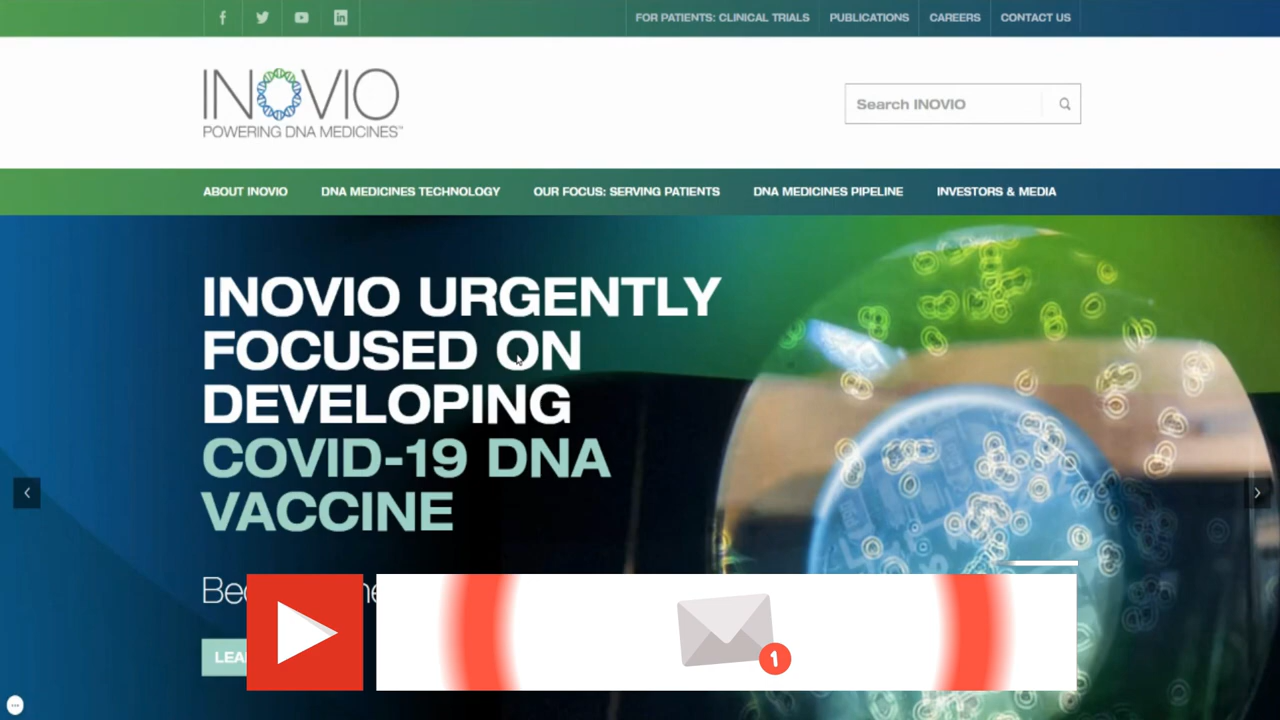 FOR PATIENTS: CLINICAL TRIALS PUBLICATIONS CAREERS CONTACT US
INOVIO
POWERING DNA MEDICINES™
Search INOVIO
ABOUT INOVIO DNA MEDICINES TECHNOLOGY OUR FOCUS: SERVING PATIENTS DNA MEDICINES PIPELINE INVESTORS & MEDIA
INOVIO URGENTLY
FOCUSED ON
DEVELOPING
COVID-19 DNA
VACCINE
1